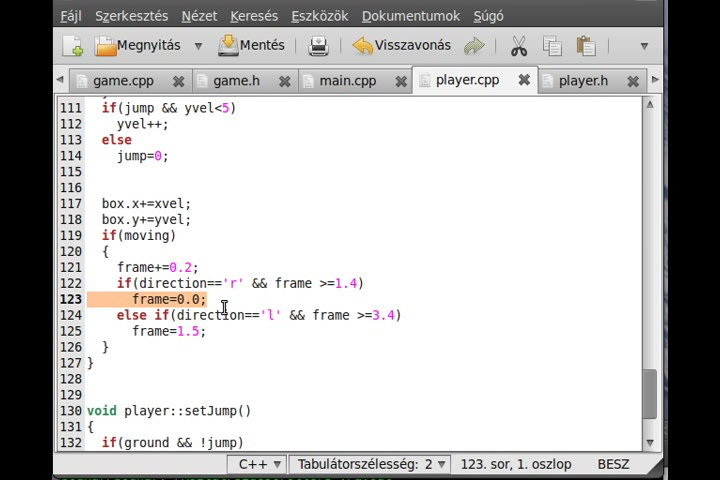 Fájl Szerkesztés Nézet Keresés Eszközök Dokumentumok Súgó
Megnyitás Mentés Visszavonás
game.cpp game.h main.cpp player.cpp player.h
111 if(jump && yvel<5)
112 yvel++;
113 else
114 jump=0;
115
116
117 box.x+=xvel;
118 box.y+=yvel;
119 if(moving)
120 {
121 frame+=0.2;
122 if(direction=='r' && frame >=1.4)
123 frame=0.0;
124 else if(direction=='l' && frame >=3.4)
125 frame=1.5;
126 }
127 }
128
129
130 void player::setJump()
131 {
132 if(ground && !jump)
C++ Tabulátorszélesség: 2 123. sor, 1. oszlop BESZ